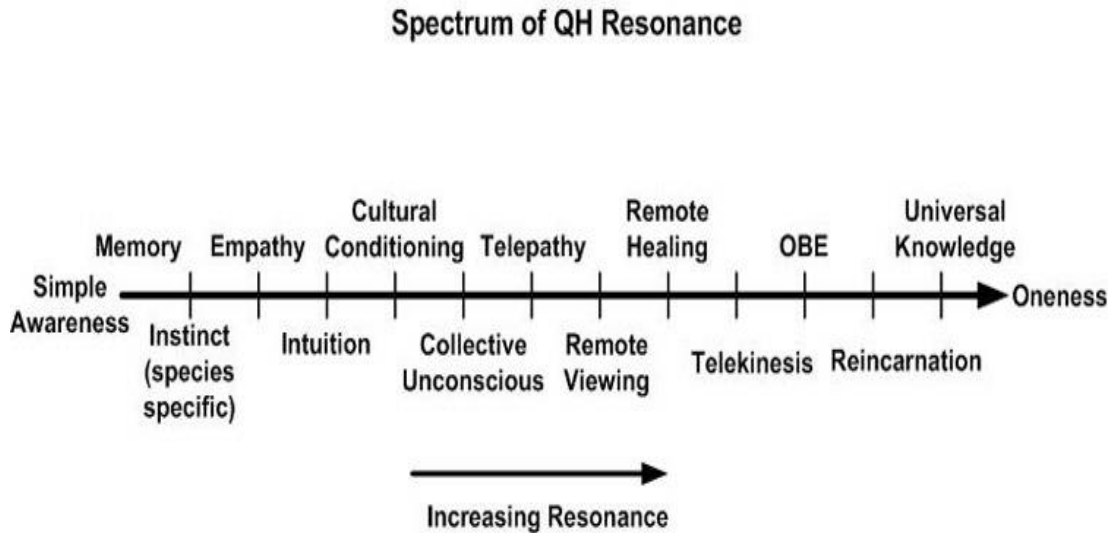 Spectrum of QH Resonance
Cultural
Conditioning
Remote
Healing
Universal
Knowledge
Memory
Empathy
Telepathy
OBE
Simple
Awareness
Oneness
Instinct
(species
specific)
Intuition
Collective
Unconscious
Remote
Viewing
Telekinesis
Reincarnation
Increasing Resonance